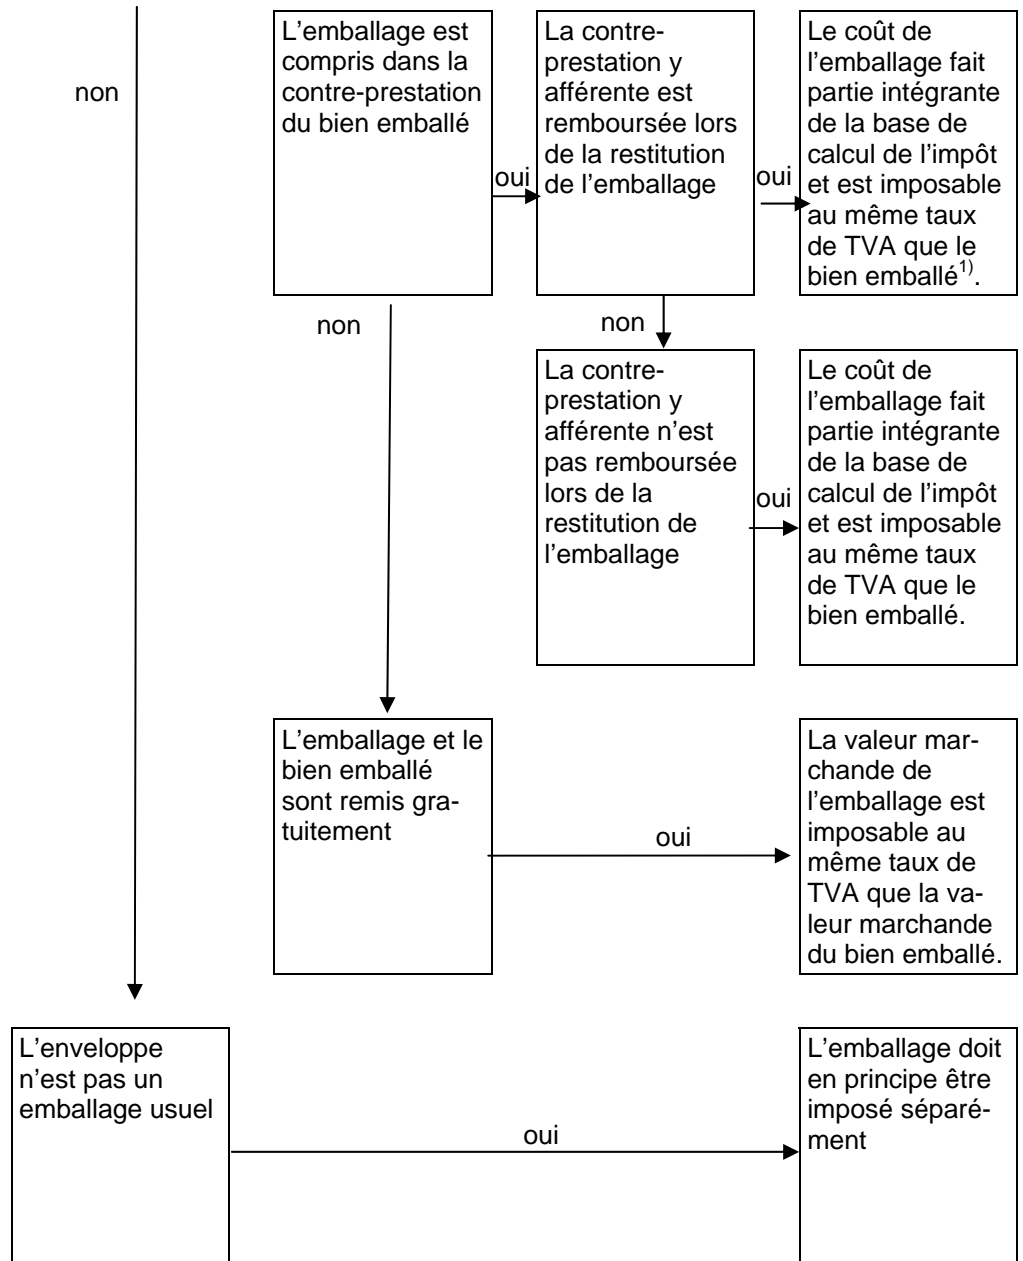 non
L’emballage est
compris dans la
contre-prestation
du bien emballé
oui
La contre-
prestation y
afférente est
remboursée lors
de la restitution
de l’emballage
oui
Le coût de
l’emballage fait
partie intégrante
de la base de
calcul de l’impôt
et est imposable
au même taux
de TVA que le
bien emballé1).
non
non
La contre-
prestation y
afférente n’est
pas remboursée
lors de la
restitution de
l’emballage
oui
Le coût de
l’emballage fait
partie intégrante
de la base de
calcul de l’impôt
et est imposable
au même taux
de TVA que le
bien emballé.
L’emballage et le
bien emballé
sont remis gra-
tuitement
oui
La valeur mar-
chande de
l’emballage est
imposable au
même taux de
TVA que la va-
leur marchande
du bien emballé.
L’enveloppe
n’est pas un
emballage usuel
oui
L’emballage doit
en principe être
imposé séparé-
ment